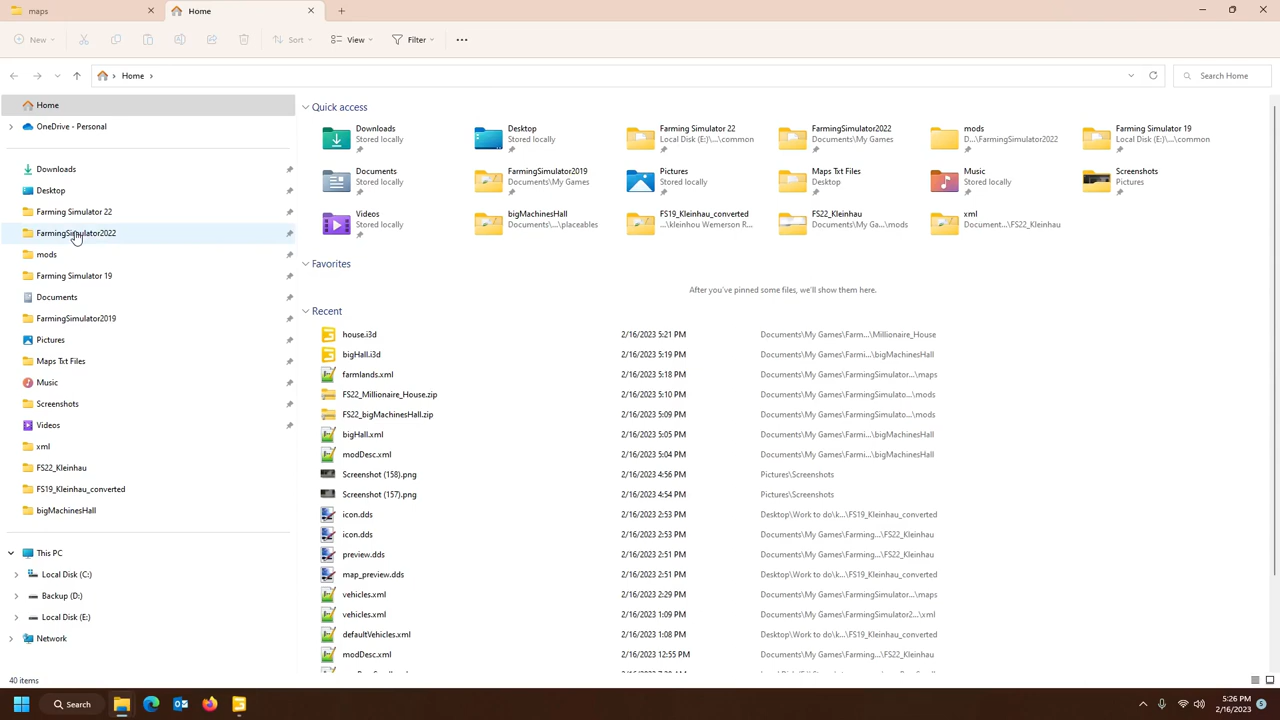 maps
Home
New
Sort
View
Filter
Home
Search Home
Home
OneDrive - Personal
Downloads
Desktop
Farming Simulator 22
FarmingSimulator2022
mods
Farming Simulator 19
Documents
FarmingSimulator2019
Pictures
Maps Txt Files
Music
Screenshots
Videos
xml
FS22_Kleinhau
FS19_Kleinhau_converted
bigMachinesHall
This PC
Local Disk (C:)
Backup (D:)
Local Disk (E:)
Network
Quick access
Downloads
Stored locally
Desktop
Stored locally
Farming Simulator 22
Local Disk (E:)\...\common
FarmingSimulator2022
Documents\My Games
mods
D...\FarmingSimulator2022
Farming Simulator 19
Local Disk (E:)\...\common
Documents
Stored locally
FarmingSimulator2019
Documents\My Games
Pictures
Stored locally
Maps Txt Files
Desktop
Music
Stored locally
Screenshots
Pictures
Videos
Stored locally
bigMachinesHall
Documents\...\placeables
FS19_Kleinhau_converted
...\kleinhou Wemerson R...
FS22_Kleinhau
Documents\My Ga...\mods
xml
Document...\FS22_Kleinhau
Favorites
After you've pinned some files, we'll show them here.
Recent
house.i3d 2/16/2023 5:21 PM Documents\My Games\Farm...\Millionaire_House
bigHall.i3d 2/16/2023 5:19 PM Documents\My Games\Farmi...\bigMachinesHall
farmlands.xml 2/16/2023 5:18 PM Documents\My Games\FarmingSimulator...\maps
FS22_Millionaire_House.zip 2/16/2023 5:10 PM Documents\My Games\FarmingSimulato...\mods
FS22_bigMachinesHall.zip 2/16/2023 5:09 PM Documents\My Games\FarmingSimulato...\mods
bigHall.xml 2/16/2023 5:05 PM Documents\My Games\Farmi...\bigMachinesHall
modDesc.xml 2/16/2023 5:04 PM Documents\My Games\Farmi...\bigMachinesHall
Screenshot (158).png 2/16/2023 4:56 PM Pictures\Screenshots
Screenshot (157).png 2/16/2023 4:54 PM Pictures\Screenshots
icon.dds 2/16/2023 2:53 PM Desktop\Work to do\k...\FS19_Kleinhau_converted
icon.dds 2/16/2023 2:53 PM Documents\My Games\Farming...\FS22_Kleinhau
preview.dds 2/16/2023 2:51 PM Documents\My Games\Farming...\FS22_Kleinhau
map_preview.dds 2/16/2023 2:51 PM Desktop\Work to do\k...\FS19_Kleinhau_converted
vehicles.xml 2/16/2023 2:29 PM Documents\My Games\FarmingSimulator...\maps
vehicles.xml 2/16/2023 1:09 PM Documents\My Games\FarmingSimulator2...\xml
defaultVehicles.xml 2/16/2023 1:08 PM Desktop\Work to do\k...\FS19_Kleinhau_converted
modDesc.xml 2/16/2023 12:55 PM Documents\My Games\Farming...\FS22_Kleinhau
40 items
Search
5:26 PM
2/16/2023
5